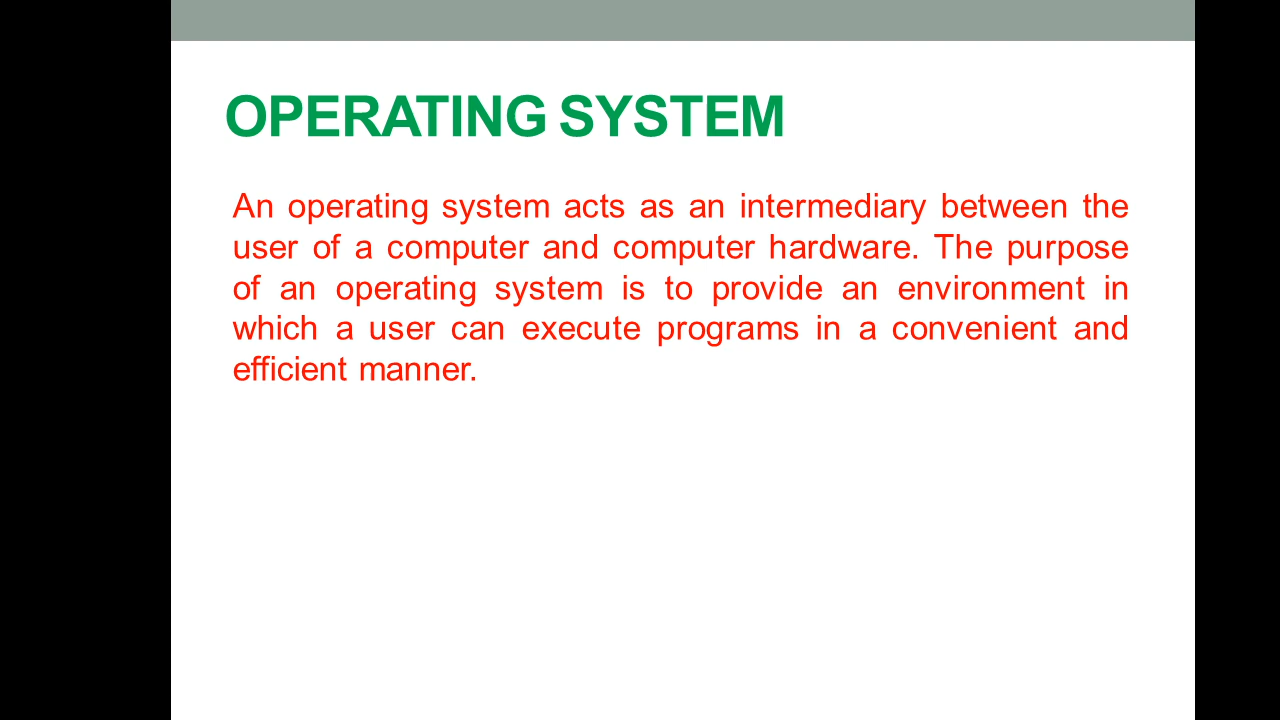 OPERATING SYSTEM
An operating system acts as an intermediary between the
user of a computer and computer hardware. The purpose
of an operating system is to provide an environment in
which a user can execute programs in a convenient and
efficient manner.